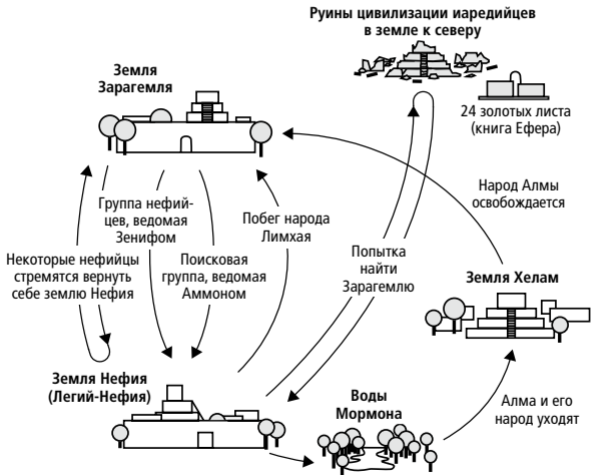 Руины цивилизации иаредийцев
в земле к северу
Земля
Зарагемля
24 золотых листа
(книга Ефера)
Народ Алмы
освобождается
Группа нефий-
цев, ведомая
Зенифом
Побег народа
Лимхая
Некоторые нефийцы
стремятся вернуть
себе землю Нефия
Поисковая
группа, ведомая
Аммоном
Попытка
найти
Зарагемлю
Земля Хелам
Земля Нефия
(Легий-Нефия)
Воды
Мормона
Алма и его
народ уходят